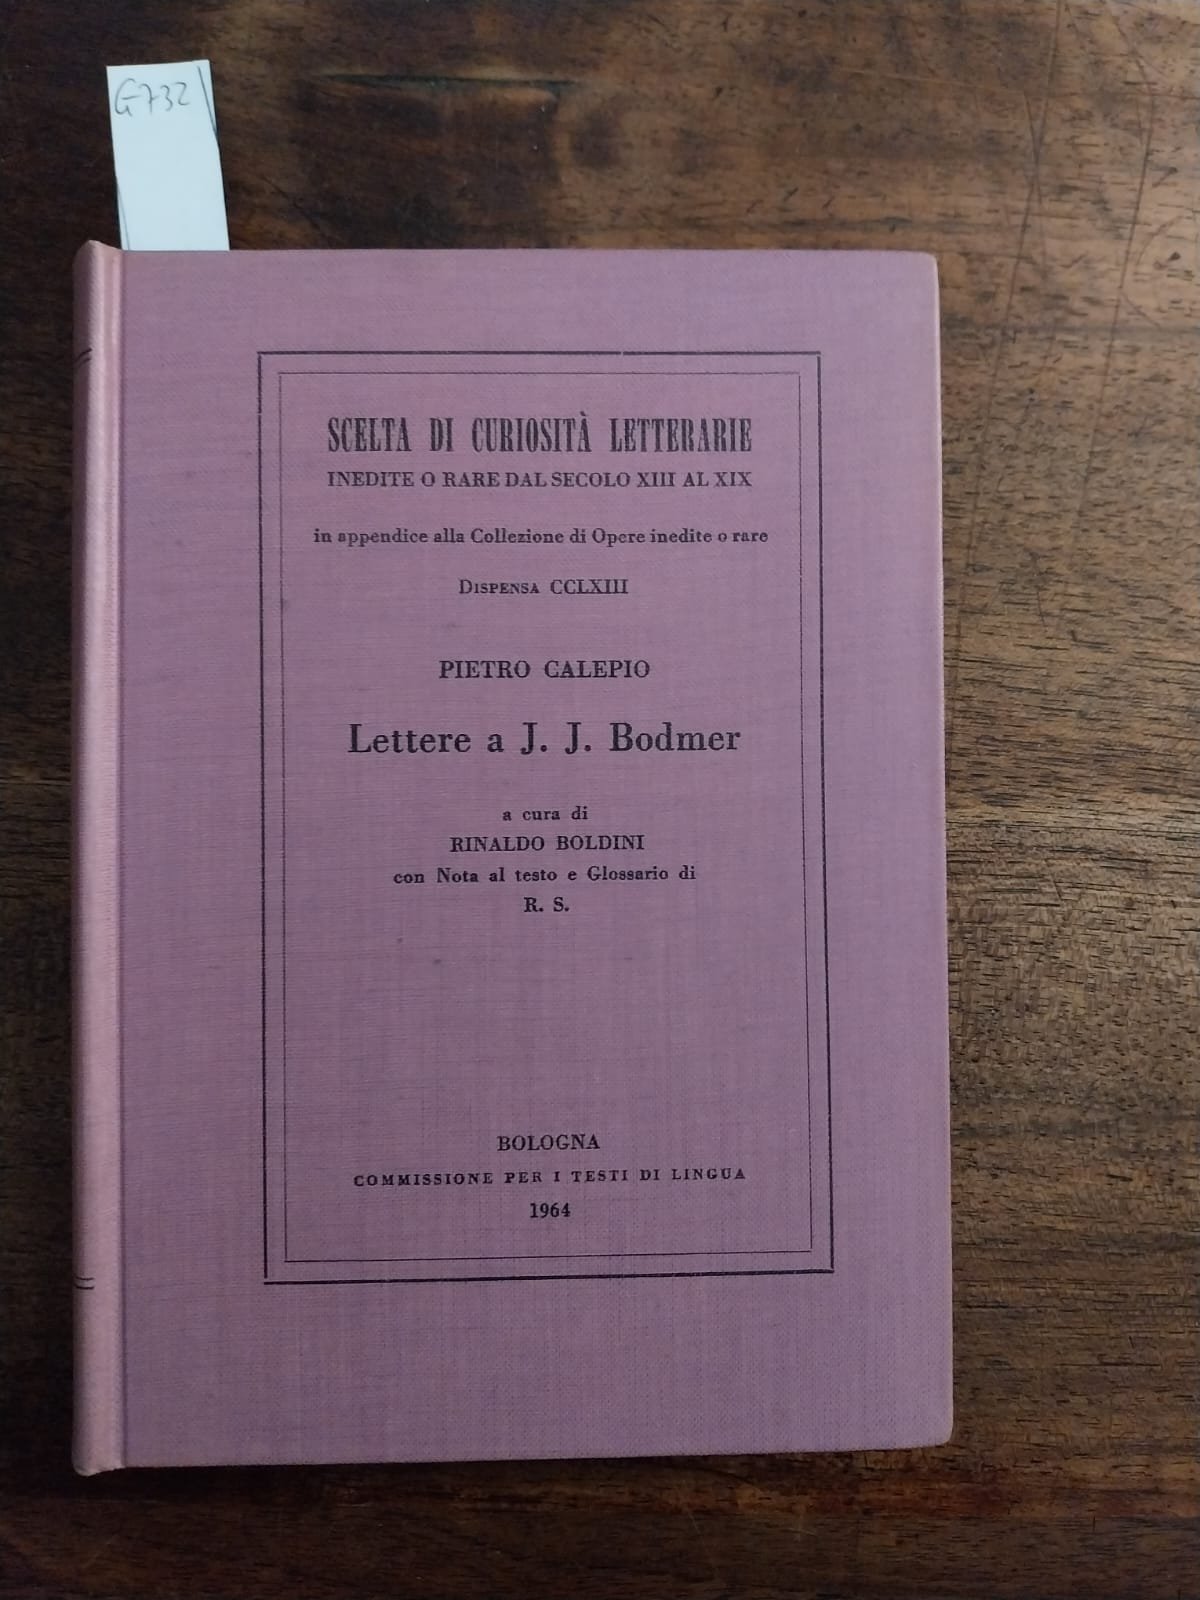 G732
SCELTA DI CURIOSITÀ LETTERARIE
INEDITE O RARE DAL SECOLO XIII AL XIX
in appendice alla Collezione di Opere inedite o rare
DISPENSA CCLXIII
PIETRO CALEPIO
Lettere a J. J. Bodmer
a cura di
RINALDO BOLDINI
con Nota al testo e Glossario di
R. S.
BOLOGNA
COMMISSIONE PER I TESTI DI LINGUA
1964